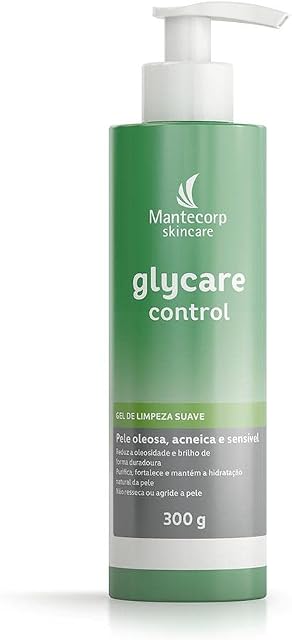 Mantecorp
skincare
glycare
control
GEL DE LIMPEZA SUAVE
Pele oleosa, acneica e sensível
Reduz a oleosidade e brilho de
forma duradoura
Purifica, fortalece e mantém a hidratação
natural da pele
Não resseca ou agride a pele
300 g